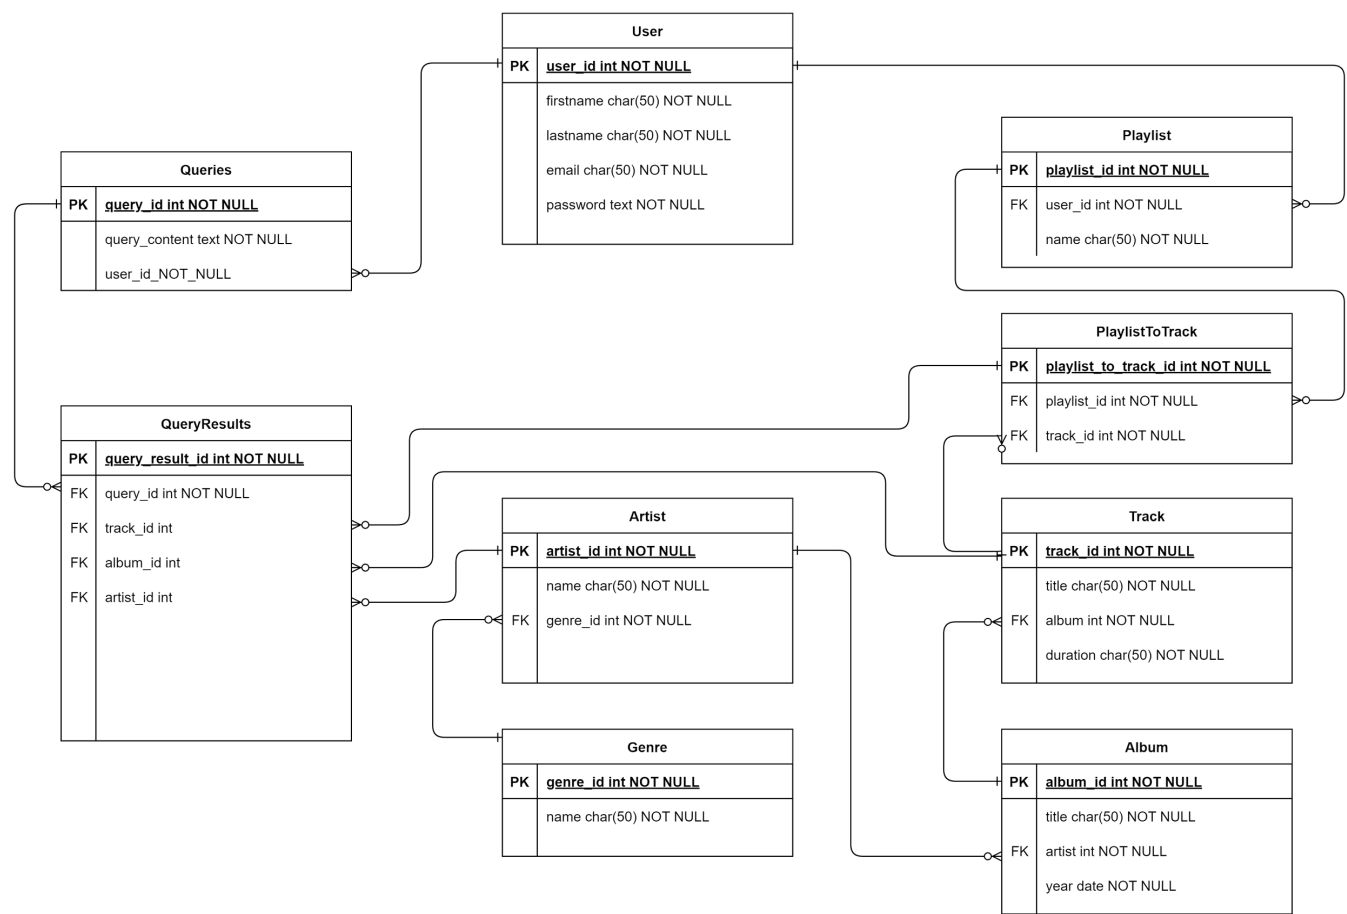 User
PK user_id int NOT NULL
firstname char(50) NOT NULL
lastname char(50) NOT NULL
email char(50) NOT NULL
password text NOT NULL
Playlist
PK playlist_id int NOT NULL
FK user_id int NOT NULL
name char(50) NOT NULL
Queries
PK query_id int NOT NULL
query_content text NOT NULL
user_id_NOT_NULL
PlaylistToTrack
PK playlist_to_track_id int NOT NULL
FK playlist_id int NOT NULL
FK track_id int NOT NULL
QueryResults
PK query_result_id int NOT NULL
FK query_id int NOT NULL
FK track_id int
FK album_id int
FK artist_id int
Artist
PK artist_id int NOT NULL
name char(50) NOT NULL
FK genre_id int NOT NULL
Track
PK track_id int NOT NULL
title char(50) NOT NULL
FK album int NOT NULL
duration char(50) NOT NULL
Genre
PK genre_id int NOT NULL
name char(50) NOT NULL
Album
PK album_id int NOT NULL
title char(50) NOT NULL
FK artist int NOT NULL
year date NOT NULL